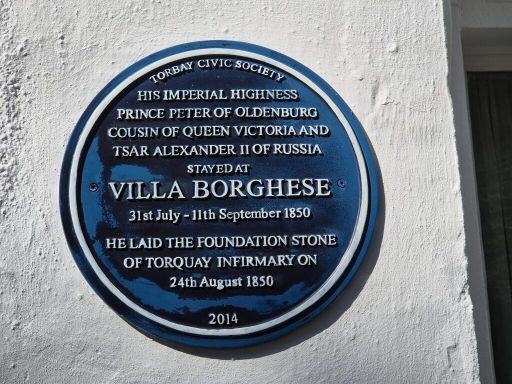 TORBAY CIVIC SOCIETY
HIS IMPERIAL HIGHNESS
PRINCE PETER OF OLDENBURG
COUSIN OF QUEEN VICTORIA AND
TSAR ALEXANDER II OF RUSSIA
STAYED AT
VILLA BORGHESE
31st July - 11th September 1850
HE LAID THE FOUNDATION STONE
OF TORQUAY INFIRMARY ON
24th August 1850
2014